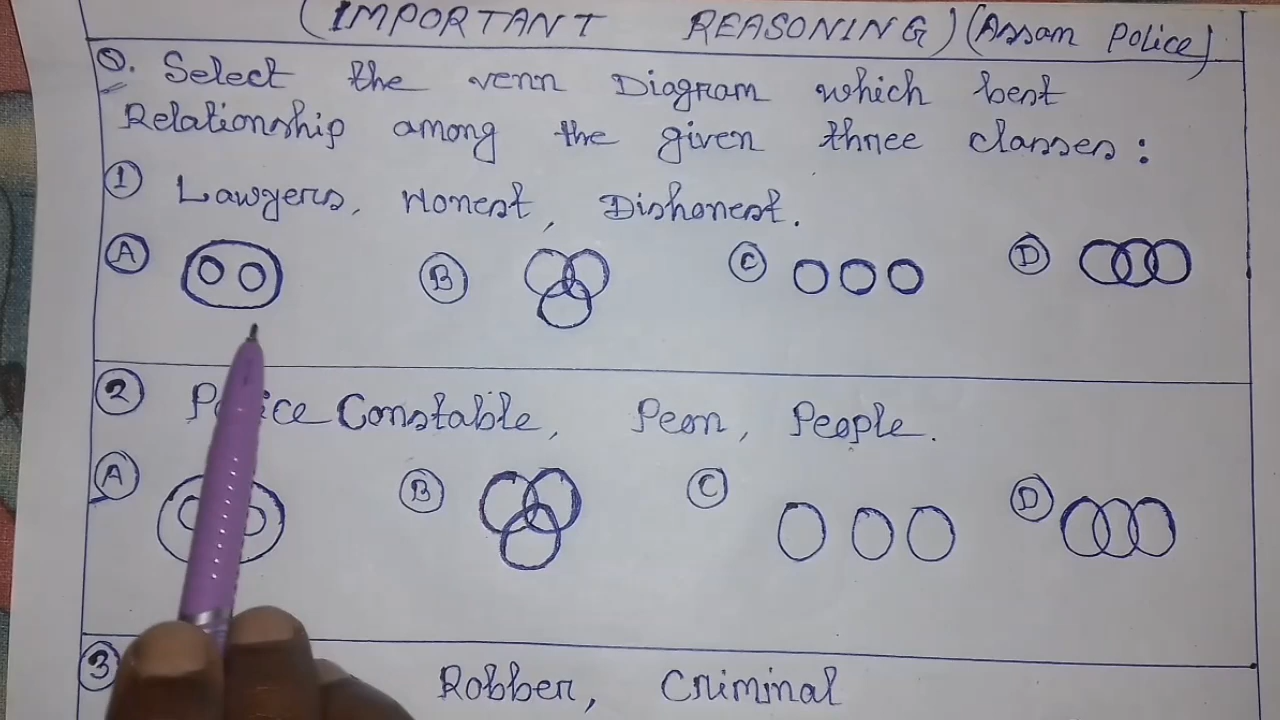 (IMPORTANT REASONING) (Assam Police)
Q. Select the venn Diagram which best
Relationship among the given three classes:
1 Lawyers, Honest, Dishonest.
A B C D
2 Constable, Peon, People.
A B C D
3 Robber, Criminal